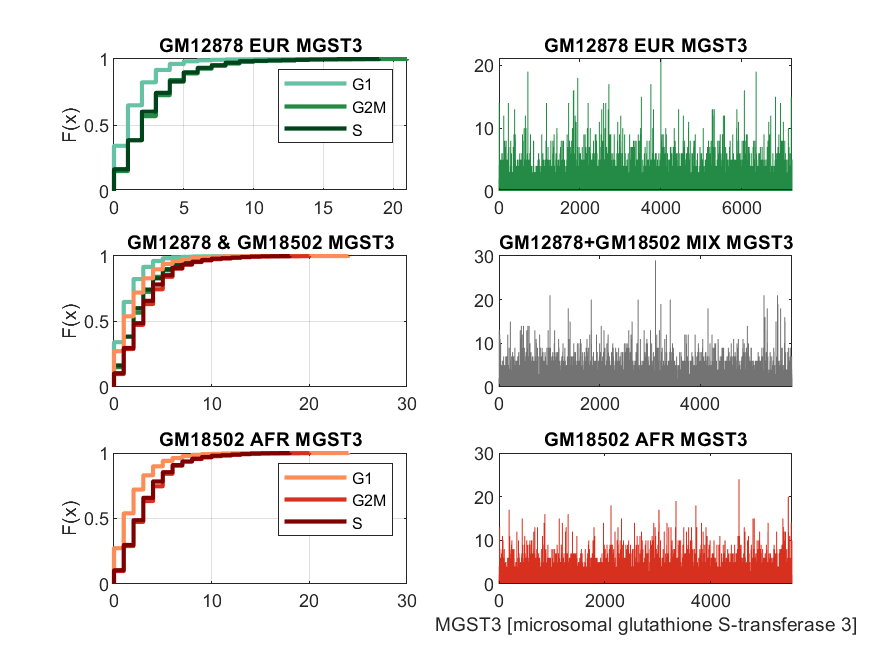 GM12878 EUR MGST3
F(x)
1
0.5
0
0 5 10 15 20
G1
G2M
S
GM12878 EUR MGST3
20
10
0
0 2000 4000 6000
GM12878 & GM18502 MGST3
F(x)
1
0.5
0
0 10 20 30
GM12878+GM18502 MIX MGST3
30
20
10
0
0 2000 4000
GM18502 AFR MGST3
F(x)
1
0.5
0
0 10 20 30
G1
G2M
S
GM18502 AFR MGST3
30
20
10
0
0 2000 4000
MGST3 [microsomal glutathione S-transferase 3]